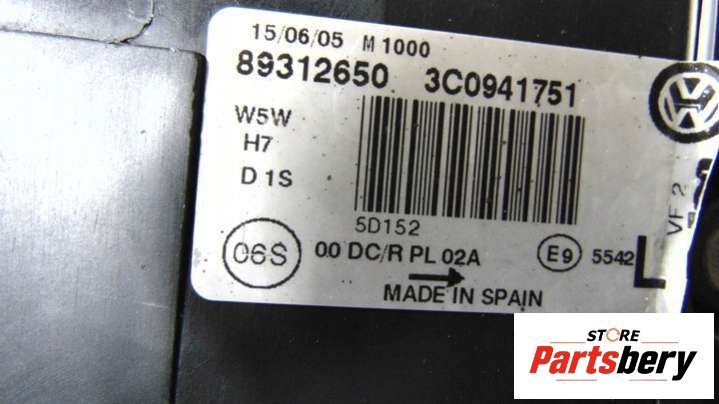 15/06/05 M 1000
89312650 3C0941751
W5W
H7
D 1S
5D152
06S 00 DC/R PL 02A E9 5542 L
MADE IN SPAIN
VW
VF 2
STORE
Partsbery